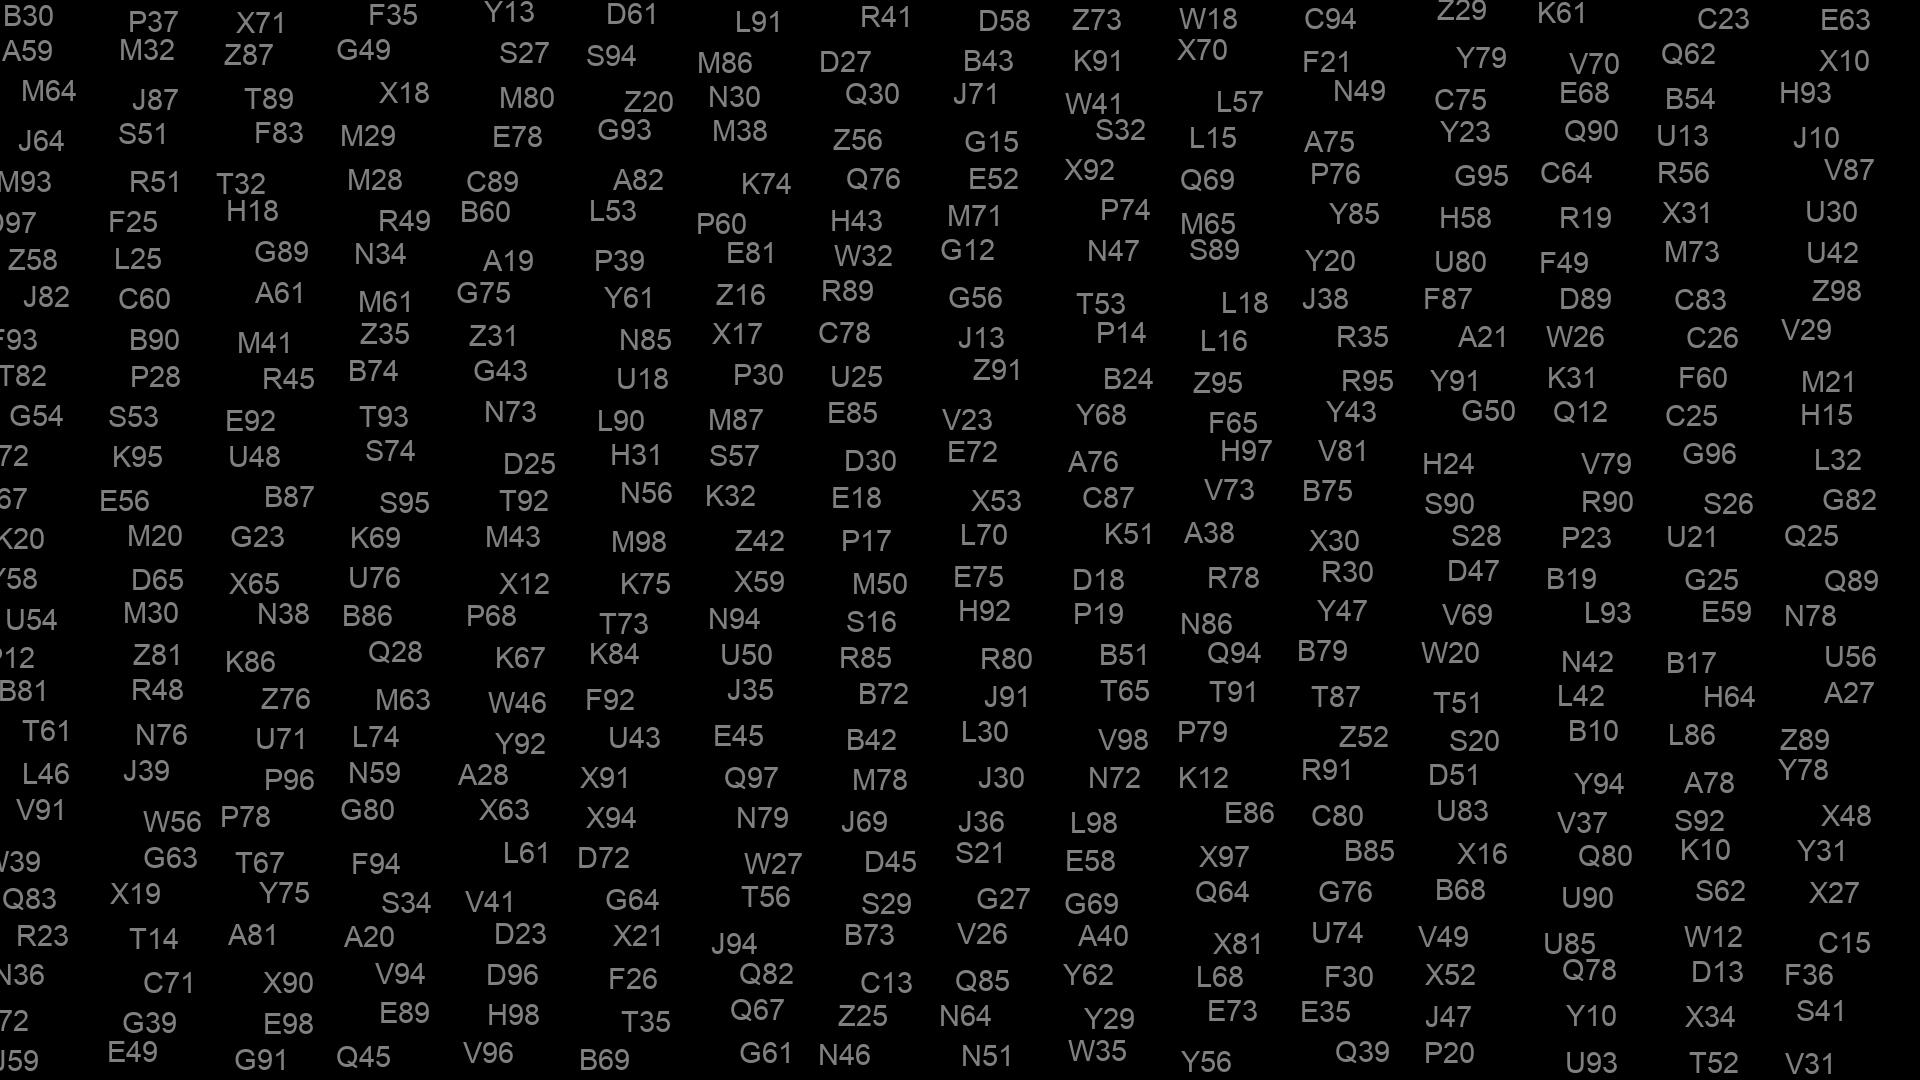 B30 P37 X71 F35 Y13 D61 L91 R41 D58 Z73 W18 C94 Z29 K61 C23 E63
A59 M32 Z87 G49 S27 S94 M86 D27 B43 K91 X70 F21 Y79 V70 Q62 X10
M64 J87 T89 X18 M80 Z20 N30 Q30 J71 W41 L57 N49 C75 E68 B54 H93
J64 S51 F83 M29 E78 G93 M38 Z56 G15 S32 L15 A75 Y23 Q90 U13 J10
M93 R51 T32 M28 C89 A82 K74 Q76 E52 X92 Q69 P76 G95 C64 R56 V87
97 F25 H18 R49 B60 L53 P60 H43 M71 P74 M65 Y85 H58 R19 X31 U30
Z58 L25 G89 N34 A19 P39 E81 W32 G12 N47 S89 Y20 U80 F49 M73 U42
J82 C60 A61 M61 G75 Y61 Z16 R89 G56 T53 L18 J38 F87 D89 C83 Z98
F93 B90 M41 Z35 Z31 N85 X17 C78 J13 P14 L16 R35 A21 W26 C26 V29
T82 P28 R45 B74 G43 U18 P30 U25 Z91 B24 Z95 R95 Y91 K31 F60 M21
G54 S53 E92 T93 N73 L90 M87 E85 V23 Y68 F65 Y43 G50 Q12 C25 H15
72 K95 U48 S74 D25 H31 S57 D30 E72 A76 H97 V81 H24 V79 G96 L32
67 E56 B87 S95 T92 N56 K32 E18 X53 C87 V73 B75 S90 R90 S26 G82
K20 M20 G23 K69 M43 M98 Z42 P17 L70 K51 A38 X30 S28 P23 U21 Q25
Y58 D65 X65 U76 X12 K75 X59 M50 E75 D18 R78 R30 D47 B19 G25 Q89
U54 M30 N38 B86 P68 T73 N94 S16 H92 P19 N86 Y47 V69 L93 E59 N78
12 Z81 K86 Q28 K67 K84 U50 R85 R80 B51 Q94 B79 W20 N42 B17 U56
B81 R48 Z76 M63 W46 F92 J35 B72 J91 T65 T91 T87 T51 L42 H64 A27
T61 N76 U71 L74 Y92 U43 E45 B42 L30 V98 P79 Z52 S20 B10 L86 Z89
L46 J39 P96 N59 A28 X91 Q97 M78 J30 N72 K12 R91 D51 Y94 A78 Y78
V91 W56 P78 G80 X63 X94 N79 J69 J36 L98 E86 C80 U83 V37 S92 X48
W39 G63 T67 F94 L61 D72 W27 D45 S21 E58 X97 B85 X16 Q80 K10 Y31
Q83 X19 Y75 S34 V41 G64 T56 S29 G27 G69 Q64 G76 B68 U90 S62 X27
R23 T14 A81 A20 D23 X21 J94 B73 V26 A40 X81 U74 V49 U85 W12 C15
N36 C71 X90 V94 D96 F26 Q82 C13 Q85 Y62 L68 F30 X52 Q78 D13 F36
72 G39 E98 E89 H98 T35 Q67 Z25 N64 Y29 E73 E35 J47 Y10 X34 S41
J59 E49 G91 Q45 V96 B69 G61 N46 N51 W35 Y56 Q39 P20 U93 T52 V31